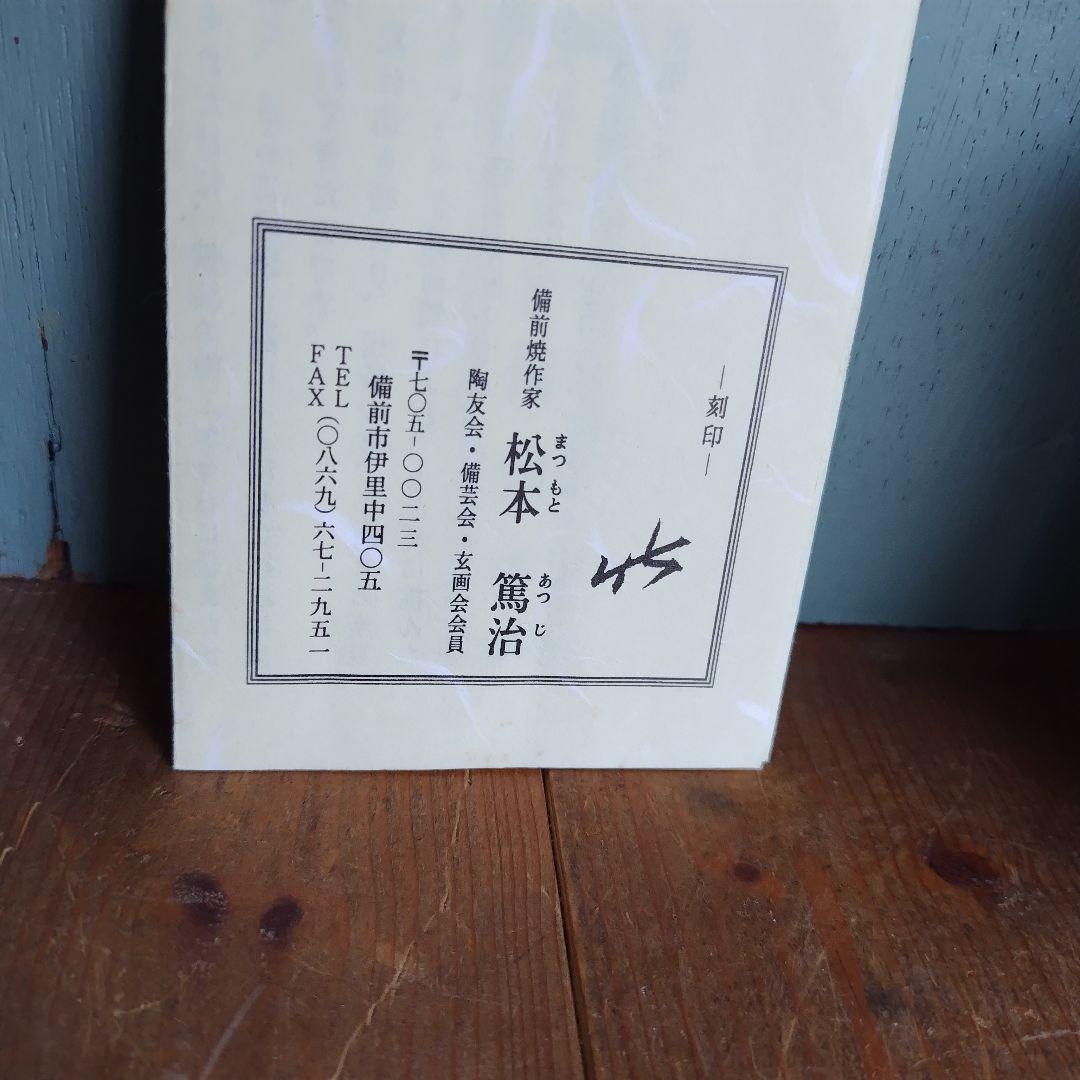 ―刻印―
備前焼作家 松本 篤治
まつ もと あつ じ
陶友会・備芸会・玄画会会員
〒七〇五-〇〇二三
備前市伊里中四〇五
TEL
FAX (〇八六九)六七-二九五一